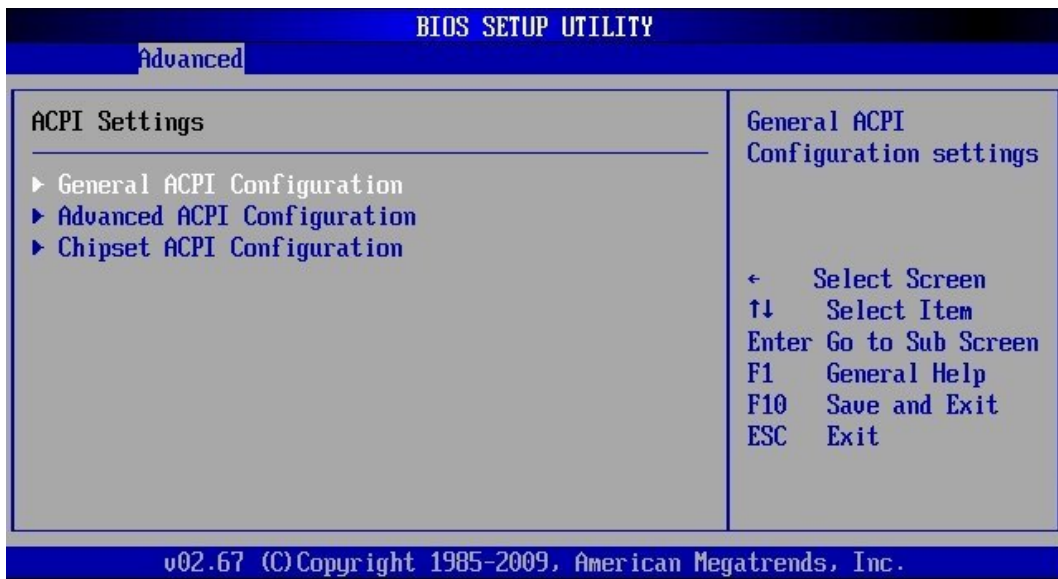 BIOS SETUP UTILITY
Advanced
ACPI Settings
▶ General ACPI Configuration
▶ Advanced ACPI Configuration
▶ Chipset ACPI Configuration
General ACPI
Configuration settings
← Select Screen
↑↓ Select Item
Enter Go to Sub Screen
F1 General Help
F10 Save and Exit
ESC Exit
v02.67 (C)Copyright 1985-2009, American Megatrends, Inc.